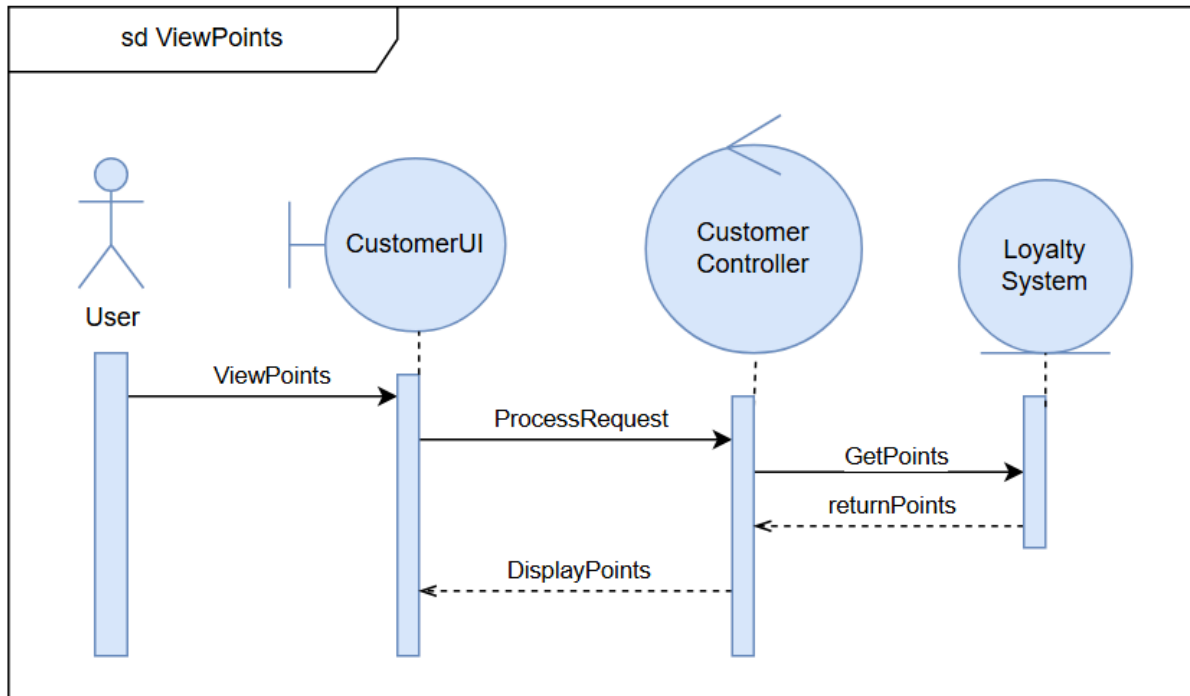 sd ViewPoints
CustomerUI
Customer
Controller
Loyalty
System
User
ViewPoints
ProcessRequest
GetPoints
returnPoints
DisplayPoints